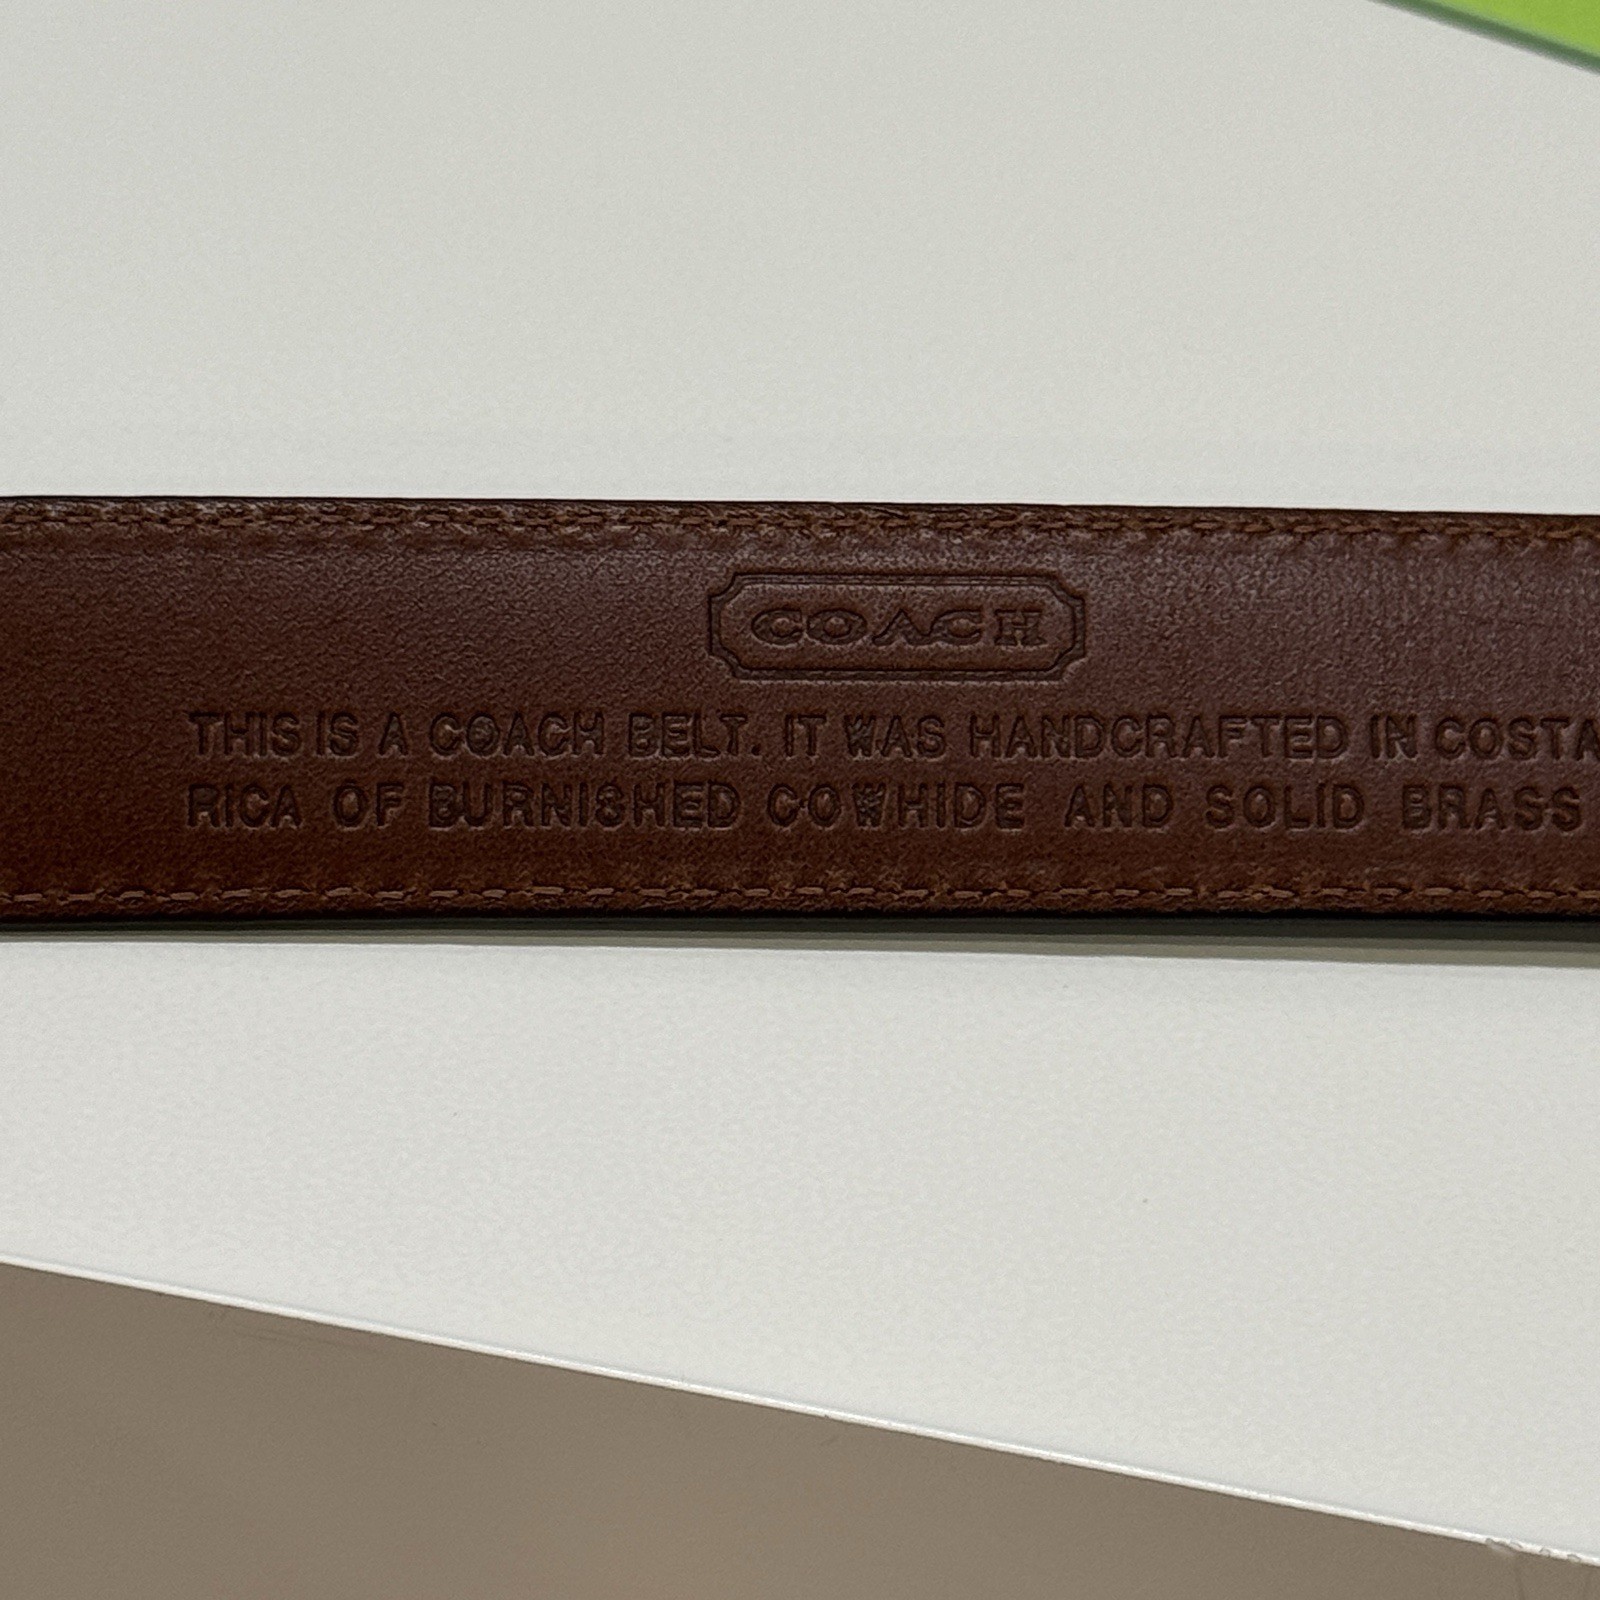 COACH
THIS IS A COACH BELT. IT WAS HANDCRAFTED IN COSTA
RICA OF BURNISHED COWHIDE AND SOLID BRASS